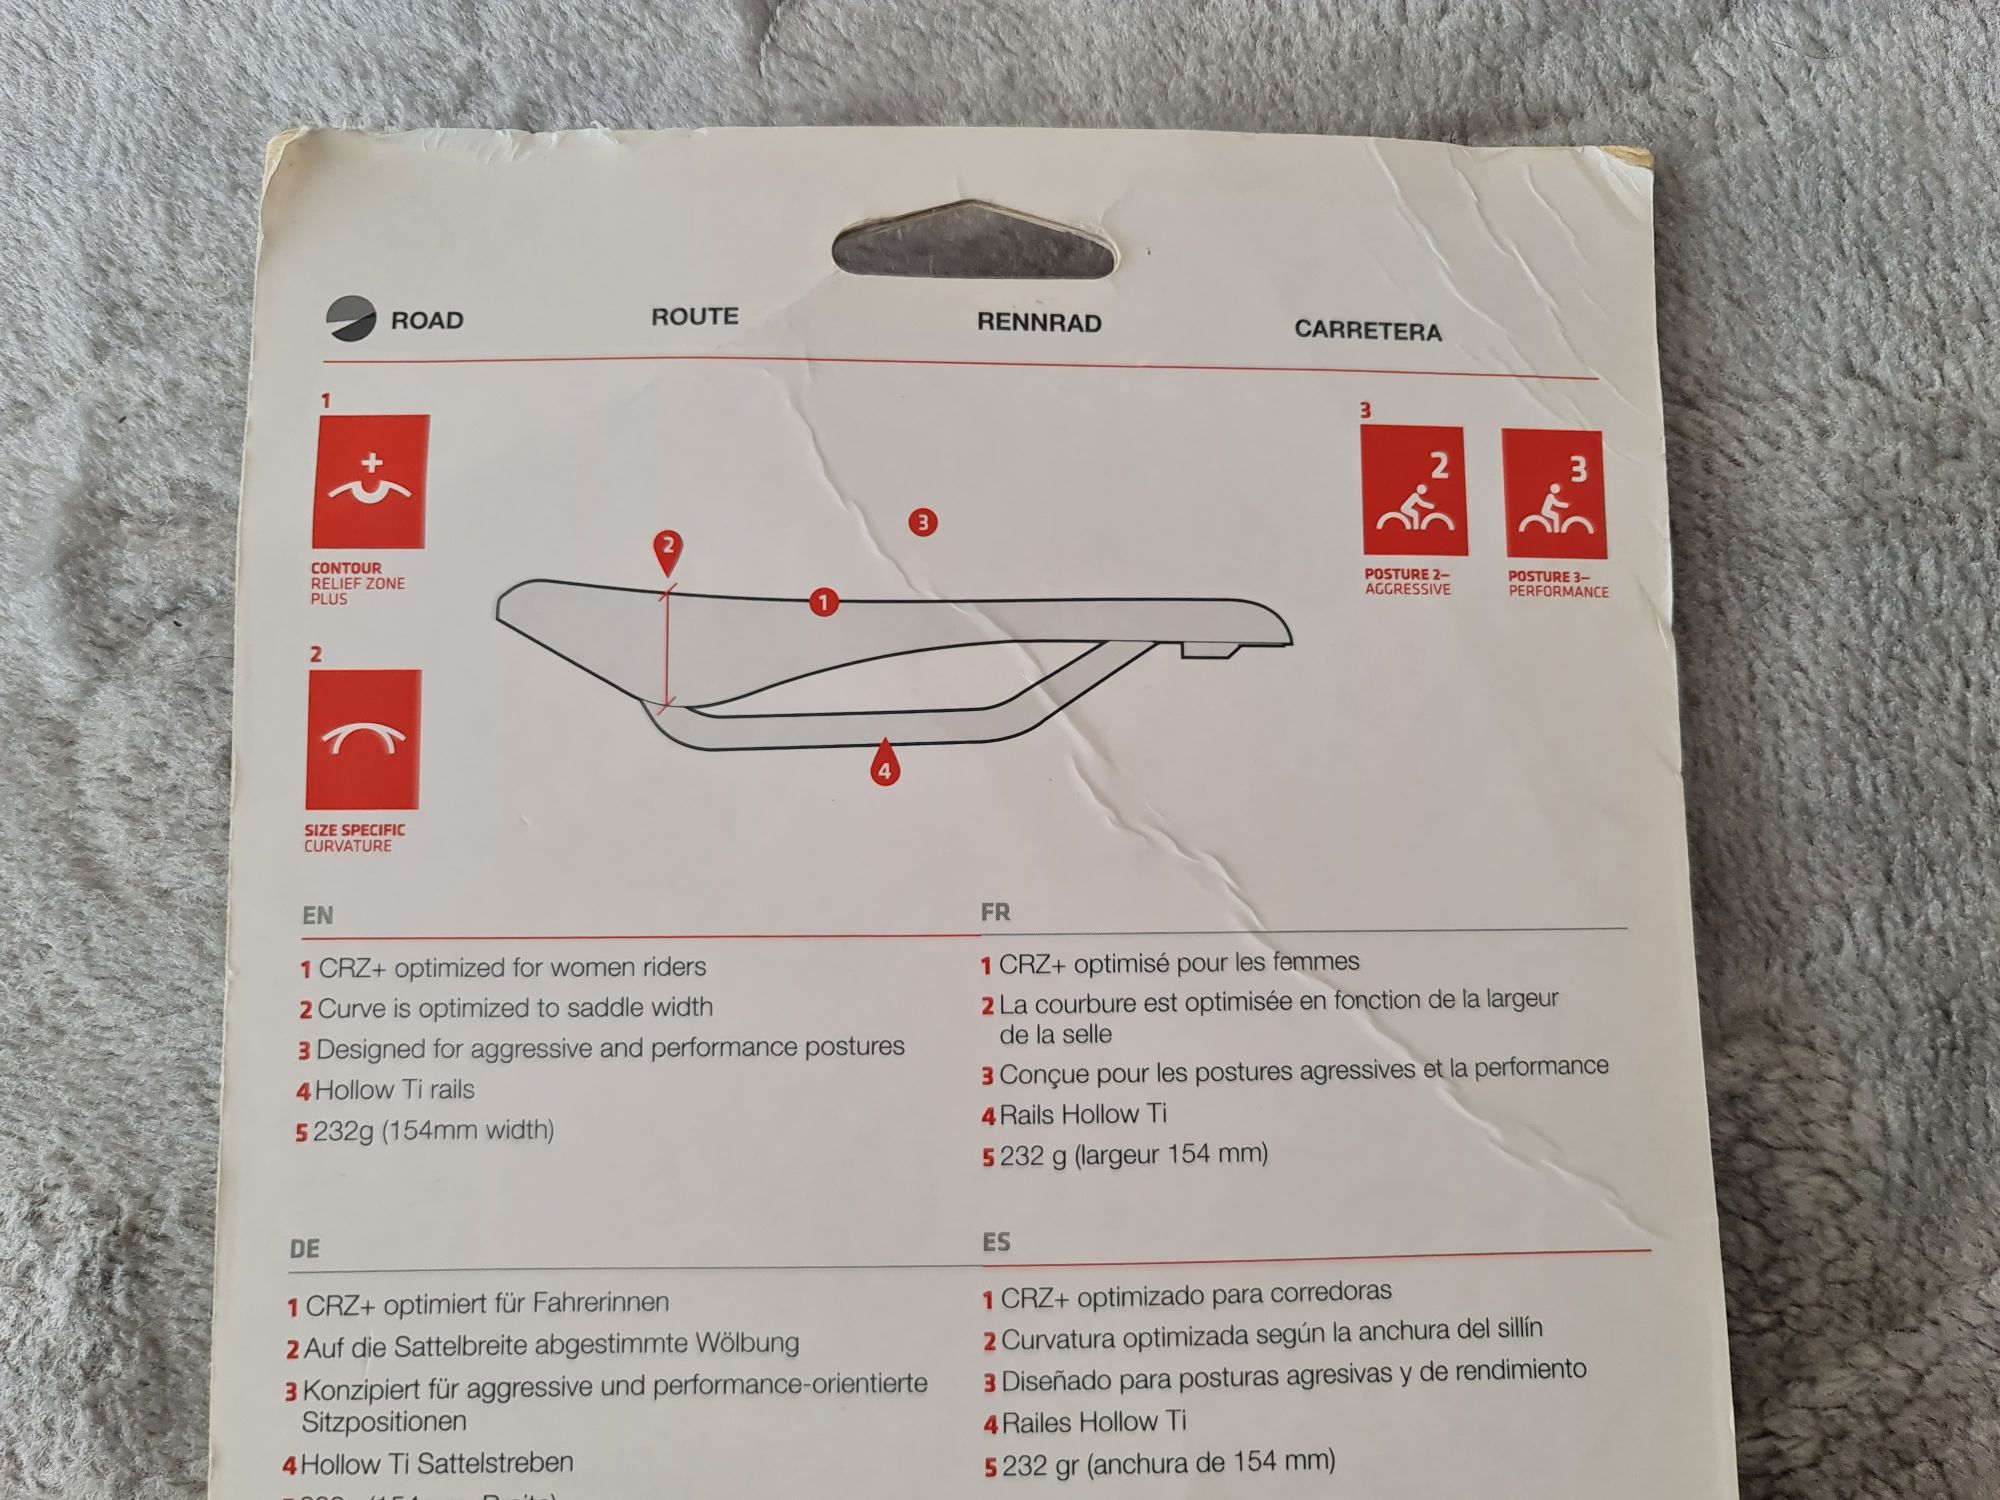 ROAD ROUTE RENNRAD CARRETERA
1
+
CONTOUR
RELIEF ZONE
PLUS
2
SIZE SPECIFIC
CURVATURE
2
3
1
4
3
2
POSTURE 2–
AGGRESSIVE
3
POSTURE 3–
PERFORMANCE
EN
1 CRZ+ optimized for women riders
2 Curve is optimized to saddle width
3 Designed for aggressive and performance postures
4 Hollow Ti rails
5 232g (154mm width)
FR
1 CRZ+ optimisé pour les femmes
2 La courbure est optimisée en fonction de la largeur
de la selle
3 Conçue pour les postures agressives et la performance
4 Rails Hollow Ti
5 232 g (largeur 154 mm)
DE
1 CRZ+ optimiert für Fahrerinnen
2 Auf die Sattelbreite abgestimmte Wölbung
3 Konzipiert für aggressive und performance-orientierte
Sitzpositionen
4 Hollow Ti Sattelstreben
ES
1 CRZ+ optimizado para corredoras
2 Curvatura optimizada según la anchura del sillín
3 Diseñado para posturas agresivas y de rendimiento
4 Railes Hollow Ti
5 232 gr (anchura de 154 mm)